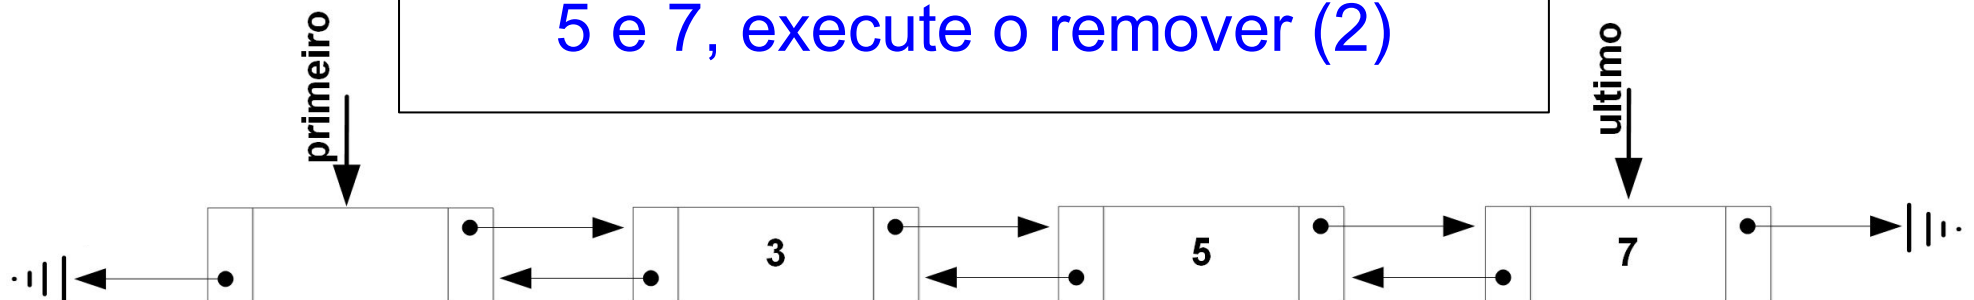 5 e 7, execute o remover (2)
primeiro
ultimo
3
5
7